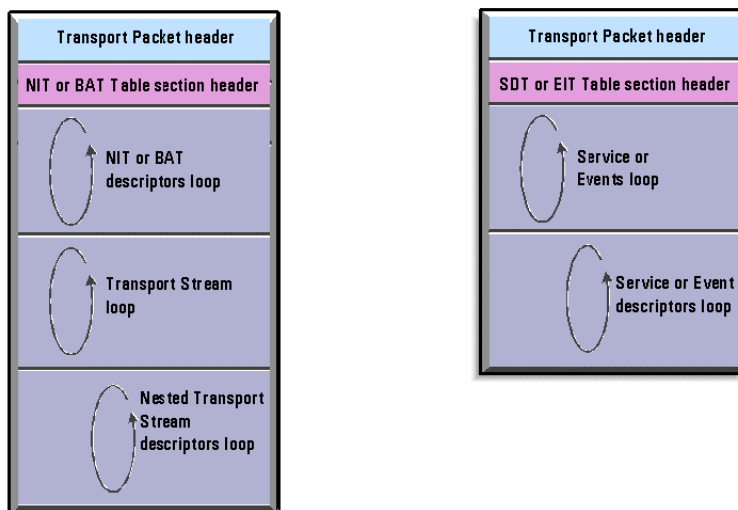 Transport Packet header
NIT or BAT Table section header
NIT or BAT
descriptors loop
Transport Stream
loop
Nested Transport
Stream
descriptors loop
Transport Packet header
SDT or EIT Table section header
Service or
Events loop
Service or Event
descriptors loop